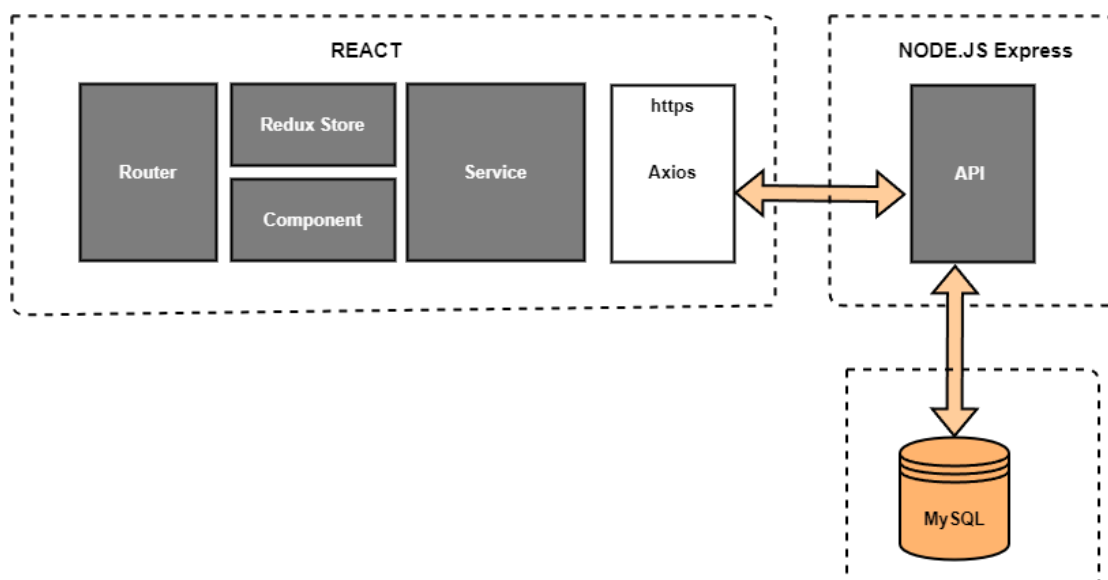 REACT
Router
Redux Store
Component
Service
https
Axios
NODE.JS Express
API
MySQL